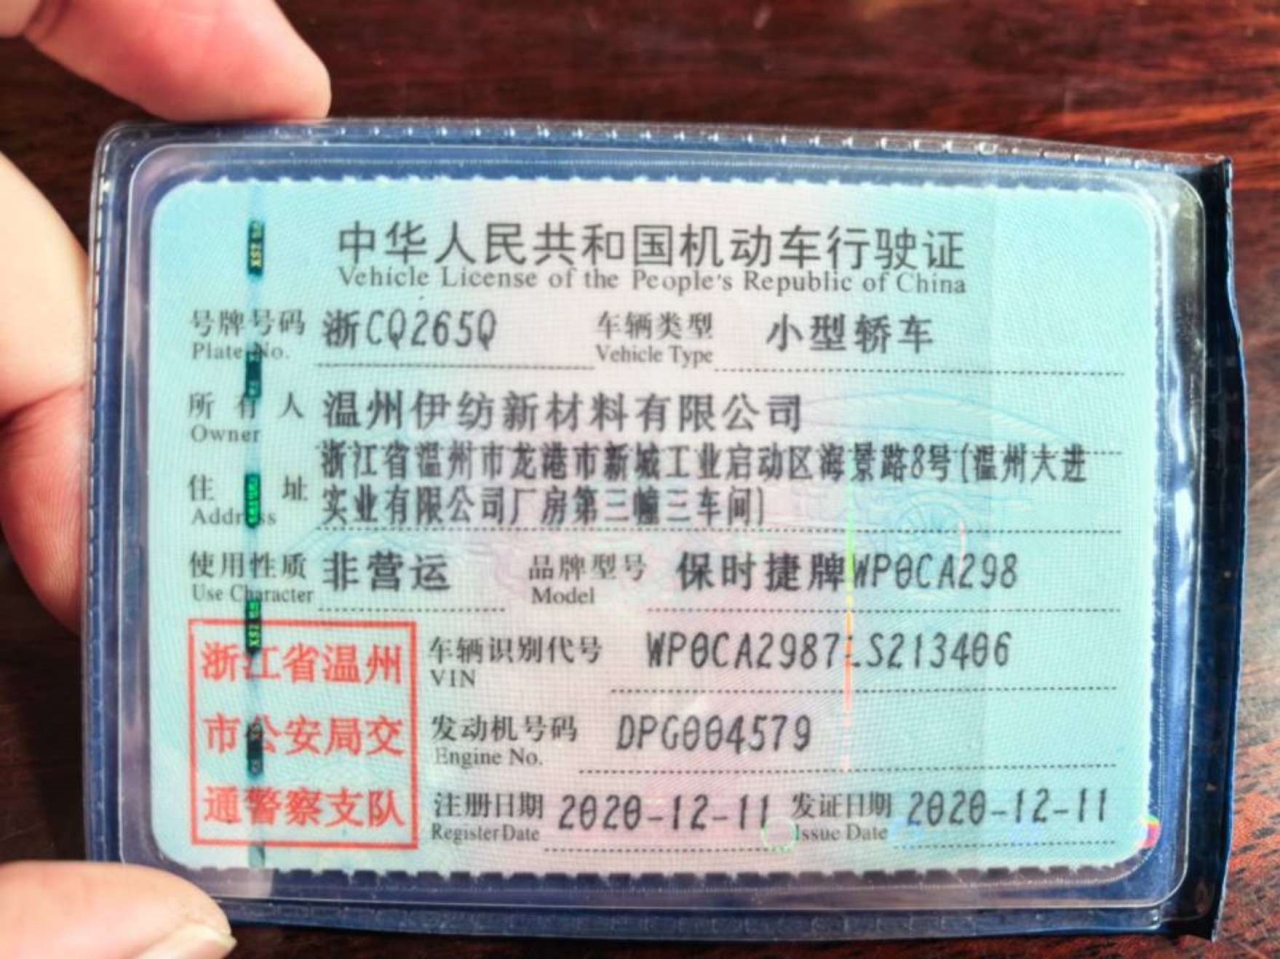 中华人民共和国机动车行驶证
Vehicle License of the People's Republic of China
号牌号码 浙CQ265Q 车辆类型 小型轿车
Plate No. Vehicle Type
所有人 温州伊纺新材料有限公司
Owner
浙江省温州市龙港市新城工业启动区海景路8号(温州大进
住址 实业有限公司厂房第三幢三车间)
Address
使用性质 非营运 品牌型号 保时捷牌WP0CA298
Use Character Model
浙江省温州
市公安局交
通警察支队
车辆识别代号
VIN
发动机号码 DPG004579
Engine No.
注册日期 2020-12-11 发证日期 2020-12-11
Register Date Issue Date